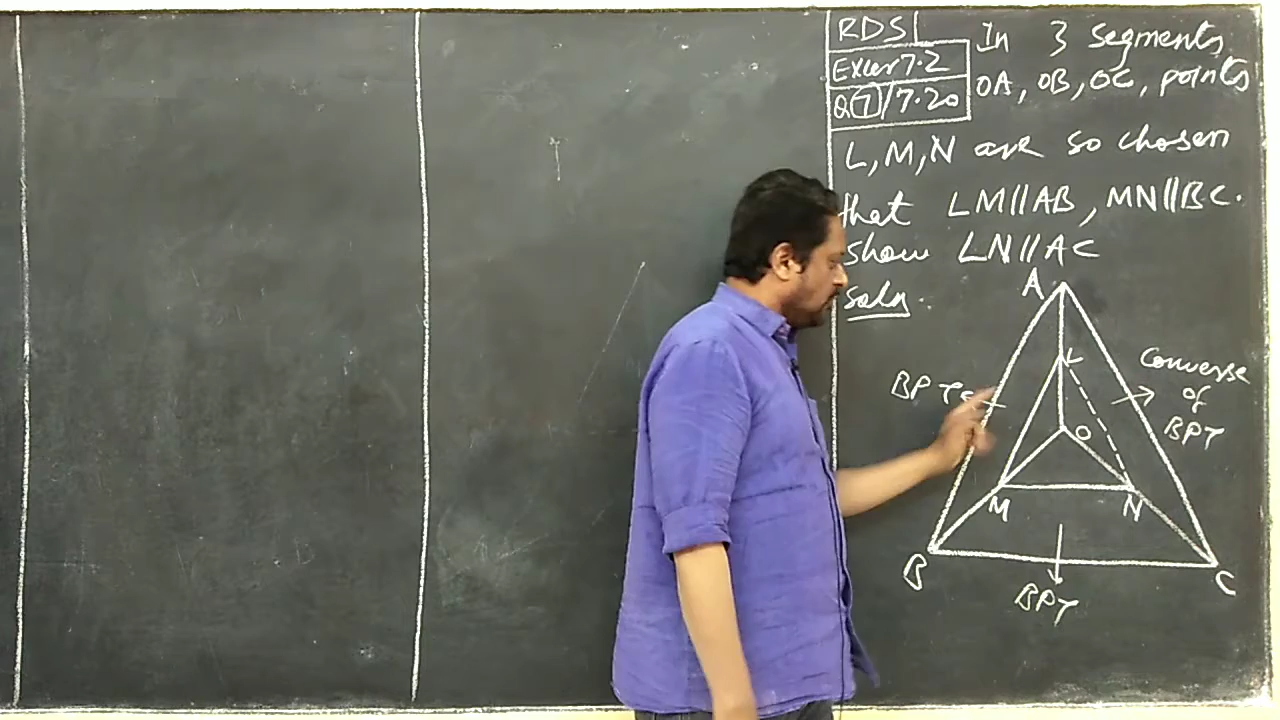 RDS
Exer 7.2
Q 7 / 7.20
In 3 segments
OA, OB, OC, points
L, M, N are so chosen
that LM||AB, MN||BC.
show LN||AC
soln.
A
L
Converse
of
BPT
BPT
O
M
N
B
C
BPT